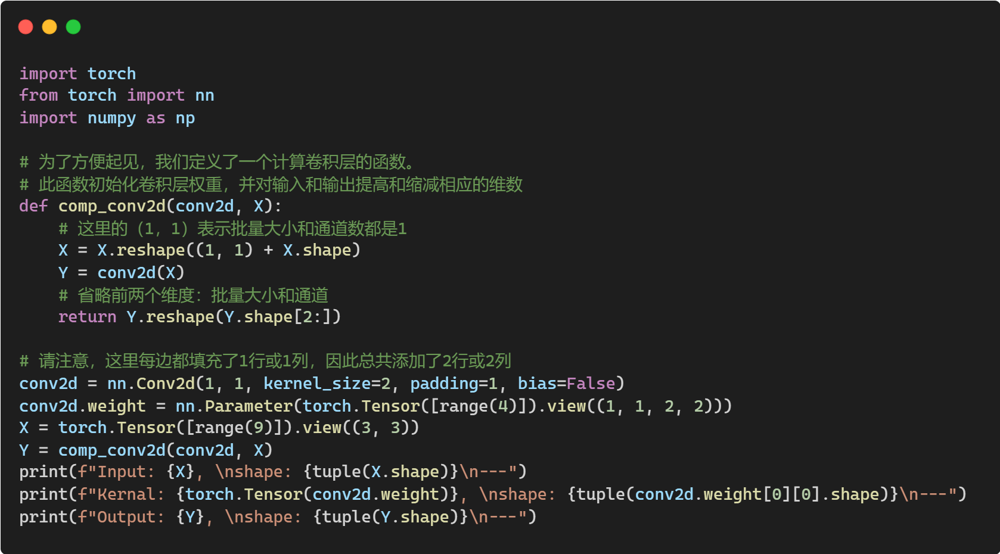 import torch
from torch import nn
import numpy as np
# 为了方便起见，我们定义了一个计算卷积层的函数。
# 此函数初始化卷积层权重，并对输入和输出提高和缩减相应的维数
def comp_conv2d(conv2d, X):
    # 这里的（1，1）表示批量大小和通道数都是1
    X = X.reshape((1, 1) + X.shape)
    Y = conv2d(X)
    # 省略前两个维度：批量大小和通道
    return Y.reshape(Y.shape[2:])
# 请注意，这里每边都填充了1行或1列，因此总共添加了2行或2列
conv2d = nn.Conv2d(1, 1, kernel_size=2, padding=1, bias=False)
conv2d.weight = nn.Parameter(torch.Tensor([range(4)]).view((1, 1, 2, 2)))
X = torch.Tensor([range(9)]).view((3, 3))
Y = comp_conv2d(conv2d, X)
print(f"Input: {X}, \nshape: {tuple(X.shape)}\n---")
print(f"Kernal: {torch.Tensor(conv2d.weight)}, \nshape: {tuple(conv2d.weight[0][0].shape)}\n---")
print(f"Output: {Y}, \nshape: {tuple(Y.shape)}\n---")